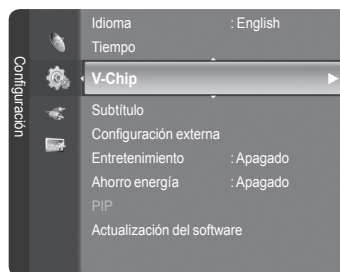 Configuración
Idioma : English
Tiempo
V-Chip
Subtítulo
Configuración externa
Entretenimiento : Apagado
Ahorro energía : Apagado
PIP
Actualización del software